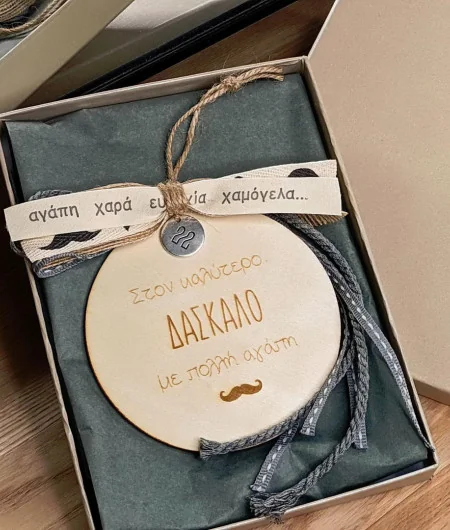 αγάπη χαρά χαμόγελα...
22
Στον καλύτερο
ΔΑΣΚΑΛΟ
με πολλή αγάπη